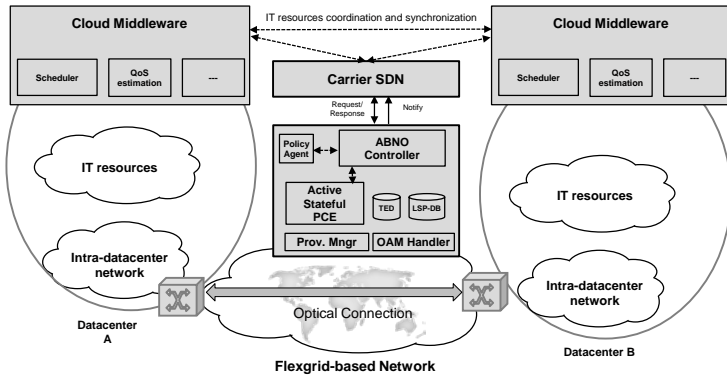 Cloud Middleware
Scheduler
QoS
estimation
---
IT resources coordination and synchronization
Cloud Middleware
Scheduler
QoS
estimation
---
Carrier SDN
Request/
Response
Notify
Policy
Agent
ABNO
Controller
Active
Stateful
PCE
TED
LSP-DB
Prov. Mngr
OAM Handler
IT resources
Intra-datacenter
network
Datacenter
A
IT resources
Intra-datacenter
network
Datacenter B
Optical Connection
Flexgrid-based Network